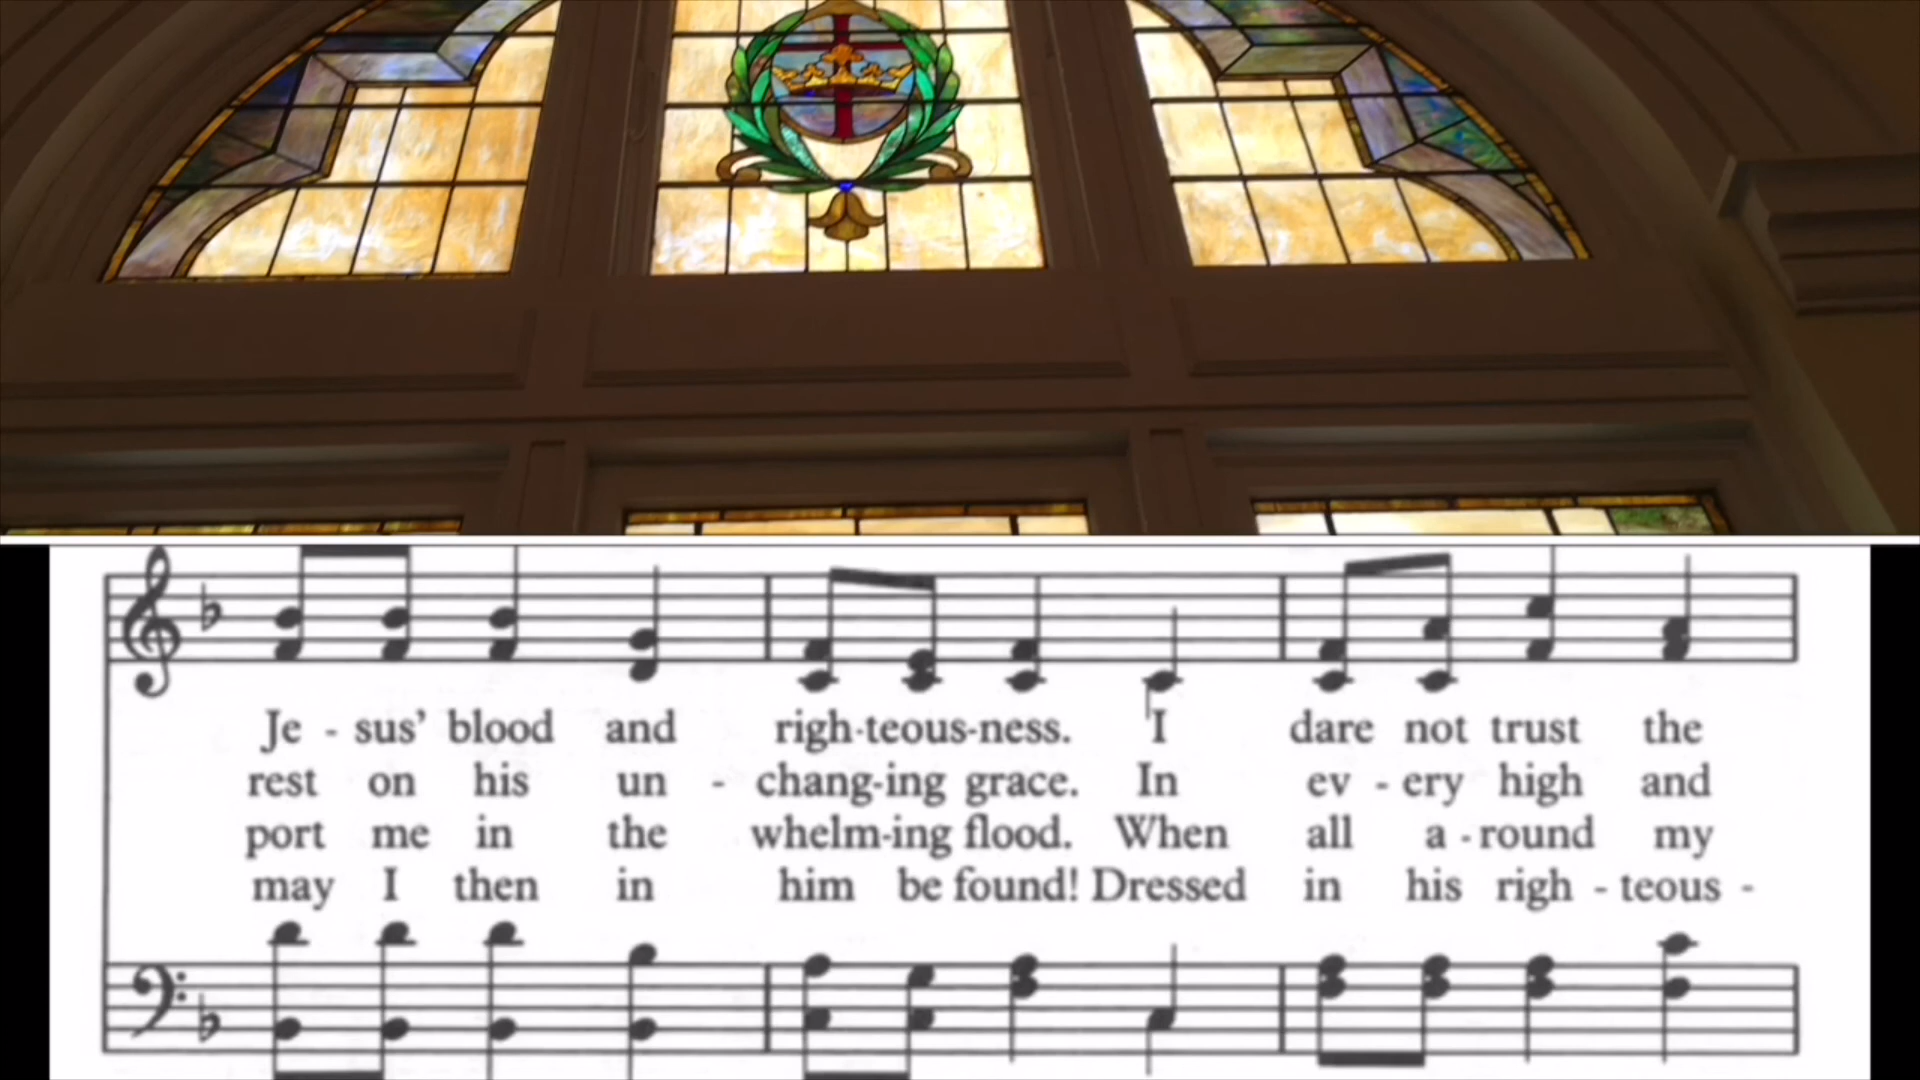 Je - sus' blood and righ-teous-ness. I dare not trust the
rest on his un - chang-ing grace. In ev - ery high and
port me in the whelm-ing flood. When all a - round my
may I then in him be found! Dressed in his righ - teous -